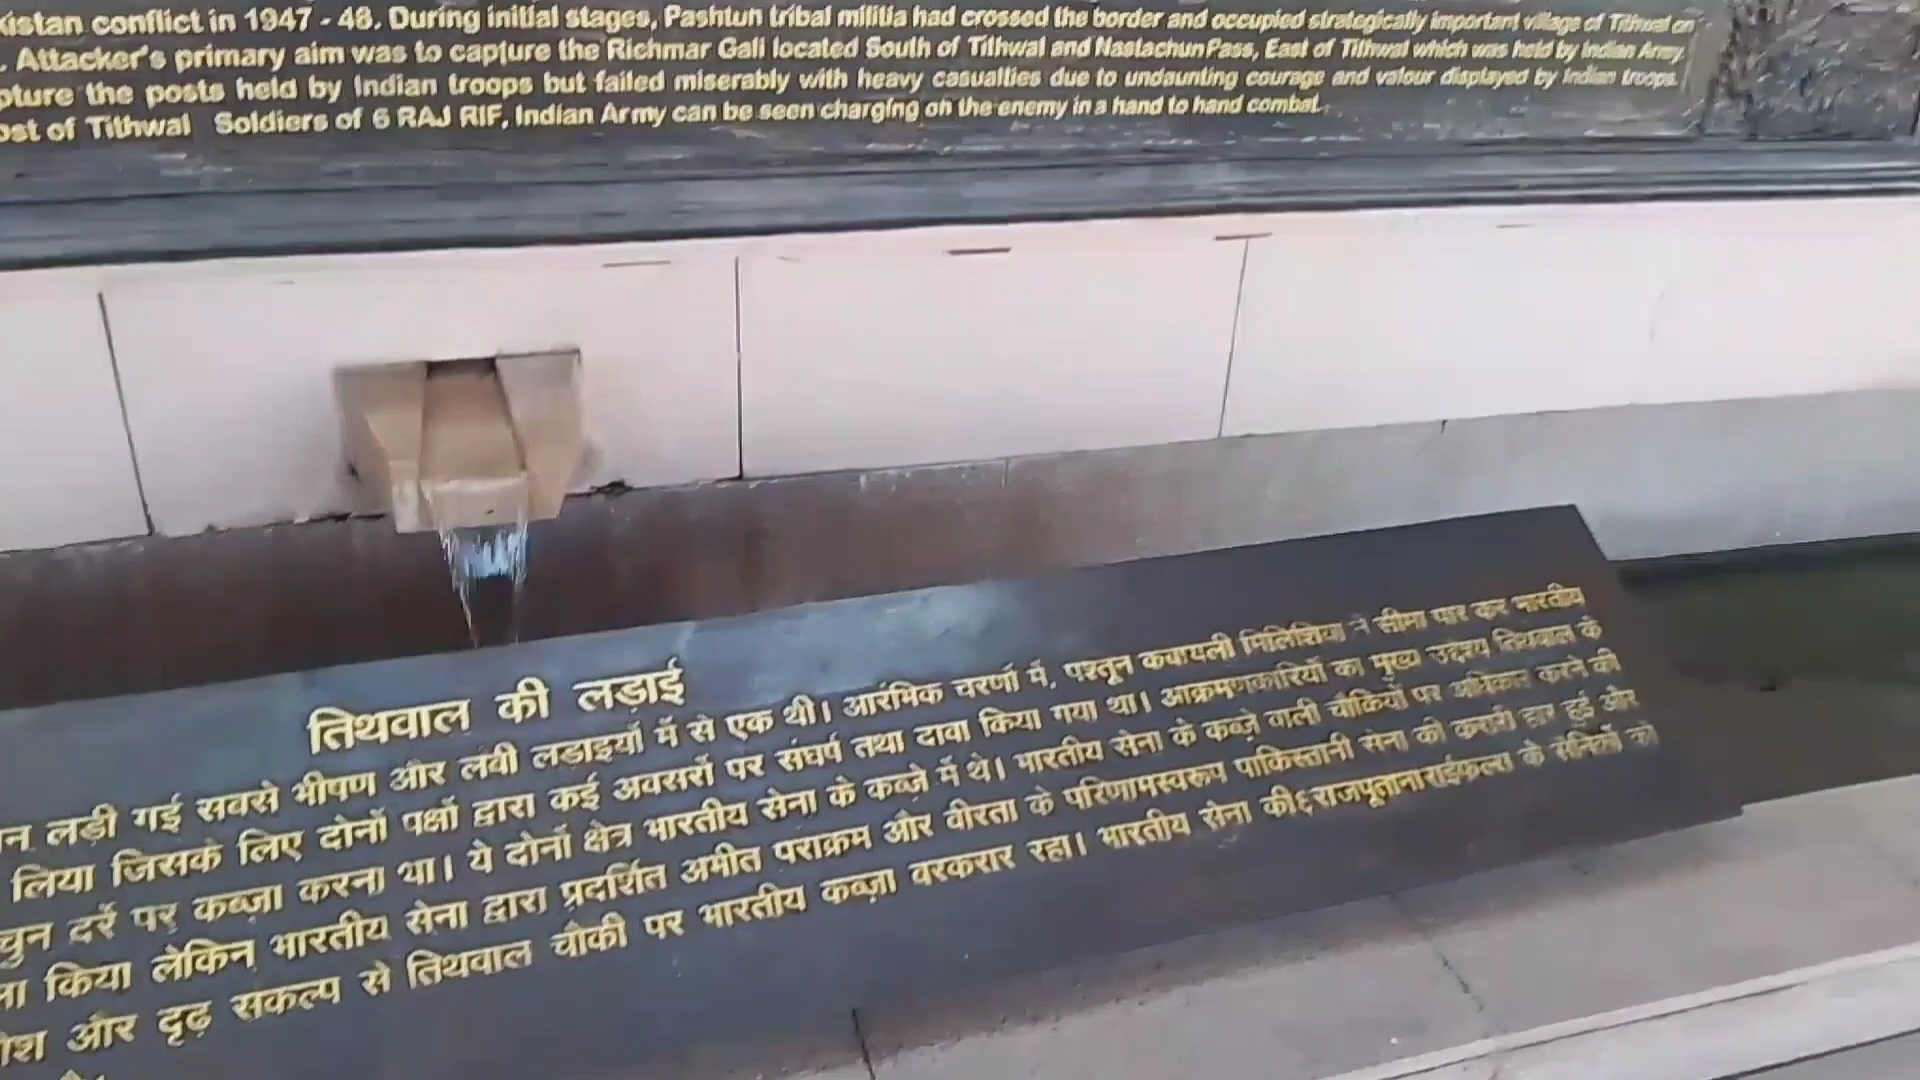 kistan conflict in 1947 - 48. During initial stages, Pashtun tribal militia had crossed the border and occupied strategically important village of Tithwal on
. Attacker's primary aim was to capture the Richmar Gali located South of Tithwal and Nastachun Pass, East of Tithwal which was held by Indian Army.
pture the posts held by Indian troops but failed miserably with heavy casualties due to undaunting courage and valour displayed by Indian troops.
ost of Tithwal Soldiers of 6 RAJ RIF, Indian Army can be seen charging on the enemy in a hand to hand combat.
तिथवाल की लड़ाई
न लड़ी गई सबसे भीषण और लंबी लड़ाइयों में से एक थी। आरंभिक चरणों में, पश्तून कबायली मिलिशिया ने सीमा पार कर भारतीय
लिया जिसके लिए दोनों पक्षों द्वारा कई अवसरों पर संघर्ष तथा दावा किया गया था। आक्रमणकारियों का मुख्य उद्देश्य तिथवाल के
चुन दर्रे पर कब्ज़ा करना था। ये दोनों क्षेत्र भारतीय सेना के कब्ज़े में थे। भारतीय सेना के कब्ज़े वाली चौकियों पर अधिकार करने की
ना किया लेकिन भारतीय सेना द्वारा प्रदर्शित अभीत पराक्रम और वीरता के परिणामस्वरूप पाकिस्तानी सेना की करारी हार हुई और
ोश और दृढ़ सकल्प से तिथवाल चौकी पर भारतीय कब्ज़ा बरकरार रहा। भारतीय सेना की ६ राजपूताना राईफल्स के सैनिकों को